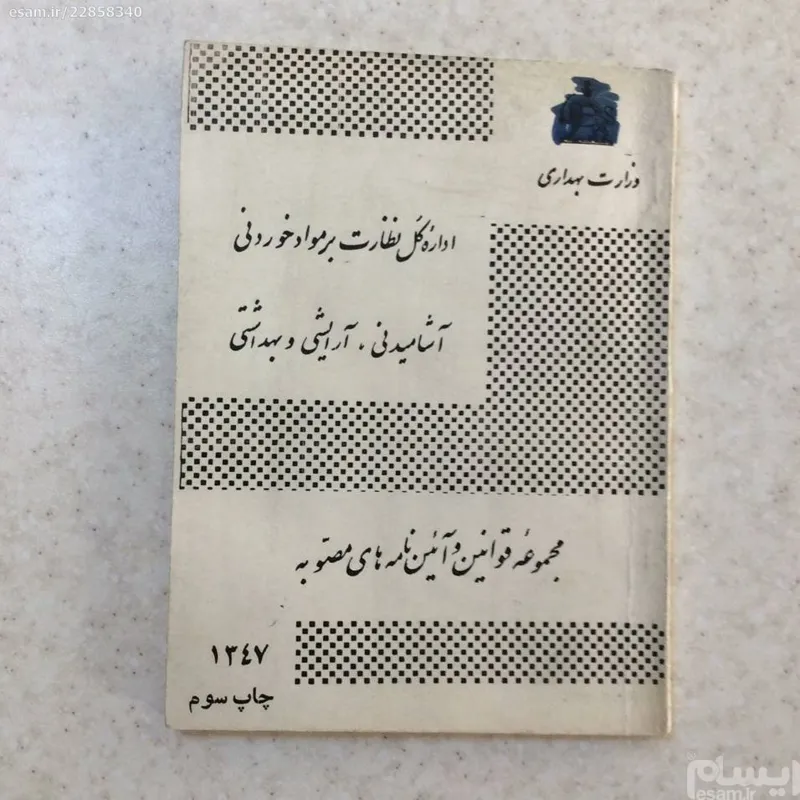 esam.ir/22858340
وزارت بهداری
اداره کل نظارت بر مواد خوردنی
آشامیدنی ، آرایشی و بهداشتی
مجموعهٔ قوانین و آئین نامه های مصوبه
۱۳٤۷
چاپ سوم
ایسام
esam.ir